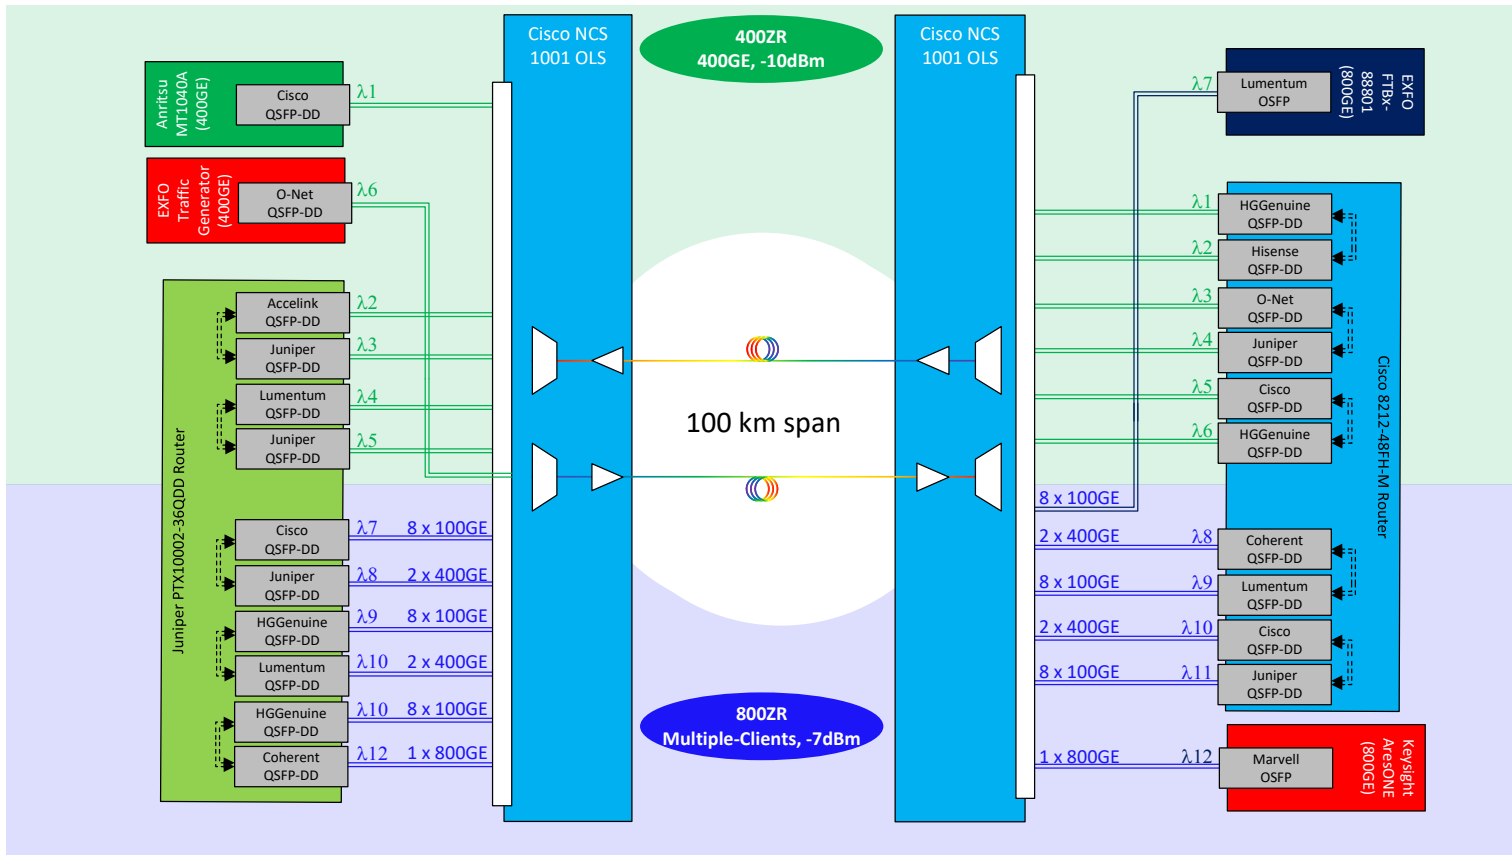 Cisco NCS
1001 OLS
400ZR
400GE, -10dBm
Cisco NCS
1001 OLS
Anritsu
MT1040A
(400GE)
Cisco
QSFP-DD
λ1
EXFO
Traffic
Generator
(400GE)
O-Net
QSFP-DD
λ6
Juniper PTX10002-36QDD Router
Accelink
QSFP-DD
λ2
Juniper
QSFP-DD
λ3
Lumentum
QSFP-DD
λ4
Juniper
QSFP-DD
λ5
Cisco
QSFP-DD
λ7 8 x 100GE
Juniper
QSFP-DD
λ8 2 x 400GE
HGGenuine
QSFP-DD
λ9 8 x 100GE
Lumentum
QSFP-DD
λ10 2 x 400GE
HGGenuine
QSFP-DD
λ10 8 x 100GE
Coherent
QSFP-DD
λ12 1 x 800GE
100 km span
800ZR
Multiple-Clients, -7dBm
λ7
Lumentum
OSFP
EXFO
FTBx-
88801
(800GE)
λ1
HGGenuine
QSFP-DD
λ2
Hisense
QSFP-DD
λ3
O-Net
QSFP-DD
λ4
Juniper
QSFP-DD
λ5
Cisco
QSFP-DD
λ6
HGGenuine
QSFP-DD
Cisco 8212-48FH-M Router
8 x 100GE
2 x 400GE λ8
Coherent
QSFP-DD
8 x 100GE λ9
Lumentum
QSFP-DD
2 x 400GE λ10
Cisco
QSFP-DD
8 x 100GE λ11
Juniper
QSFP-DD
1 x 800GE λ12
Marvell
OSFP
Keysight
AresONE
(800GE)